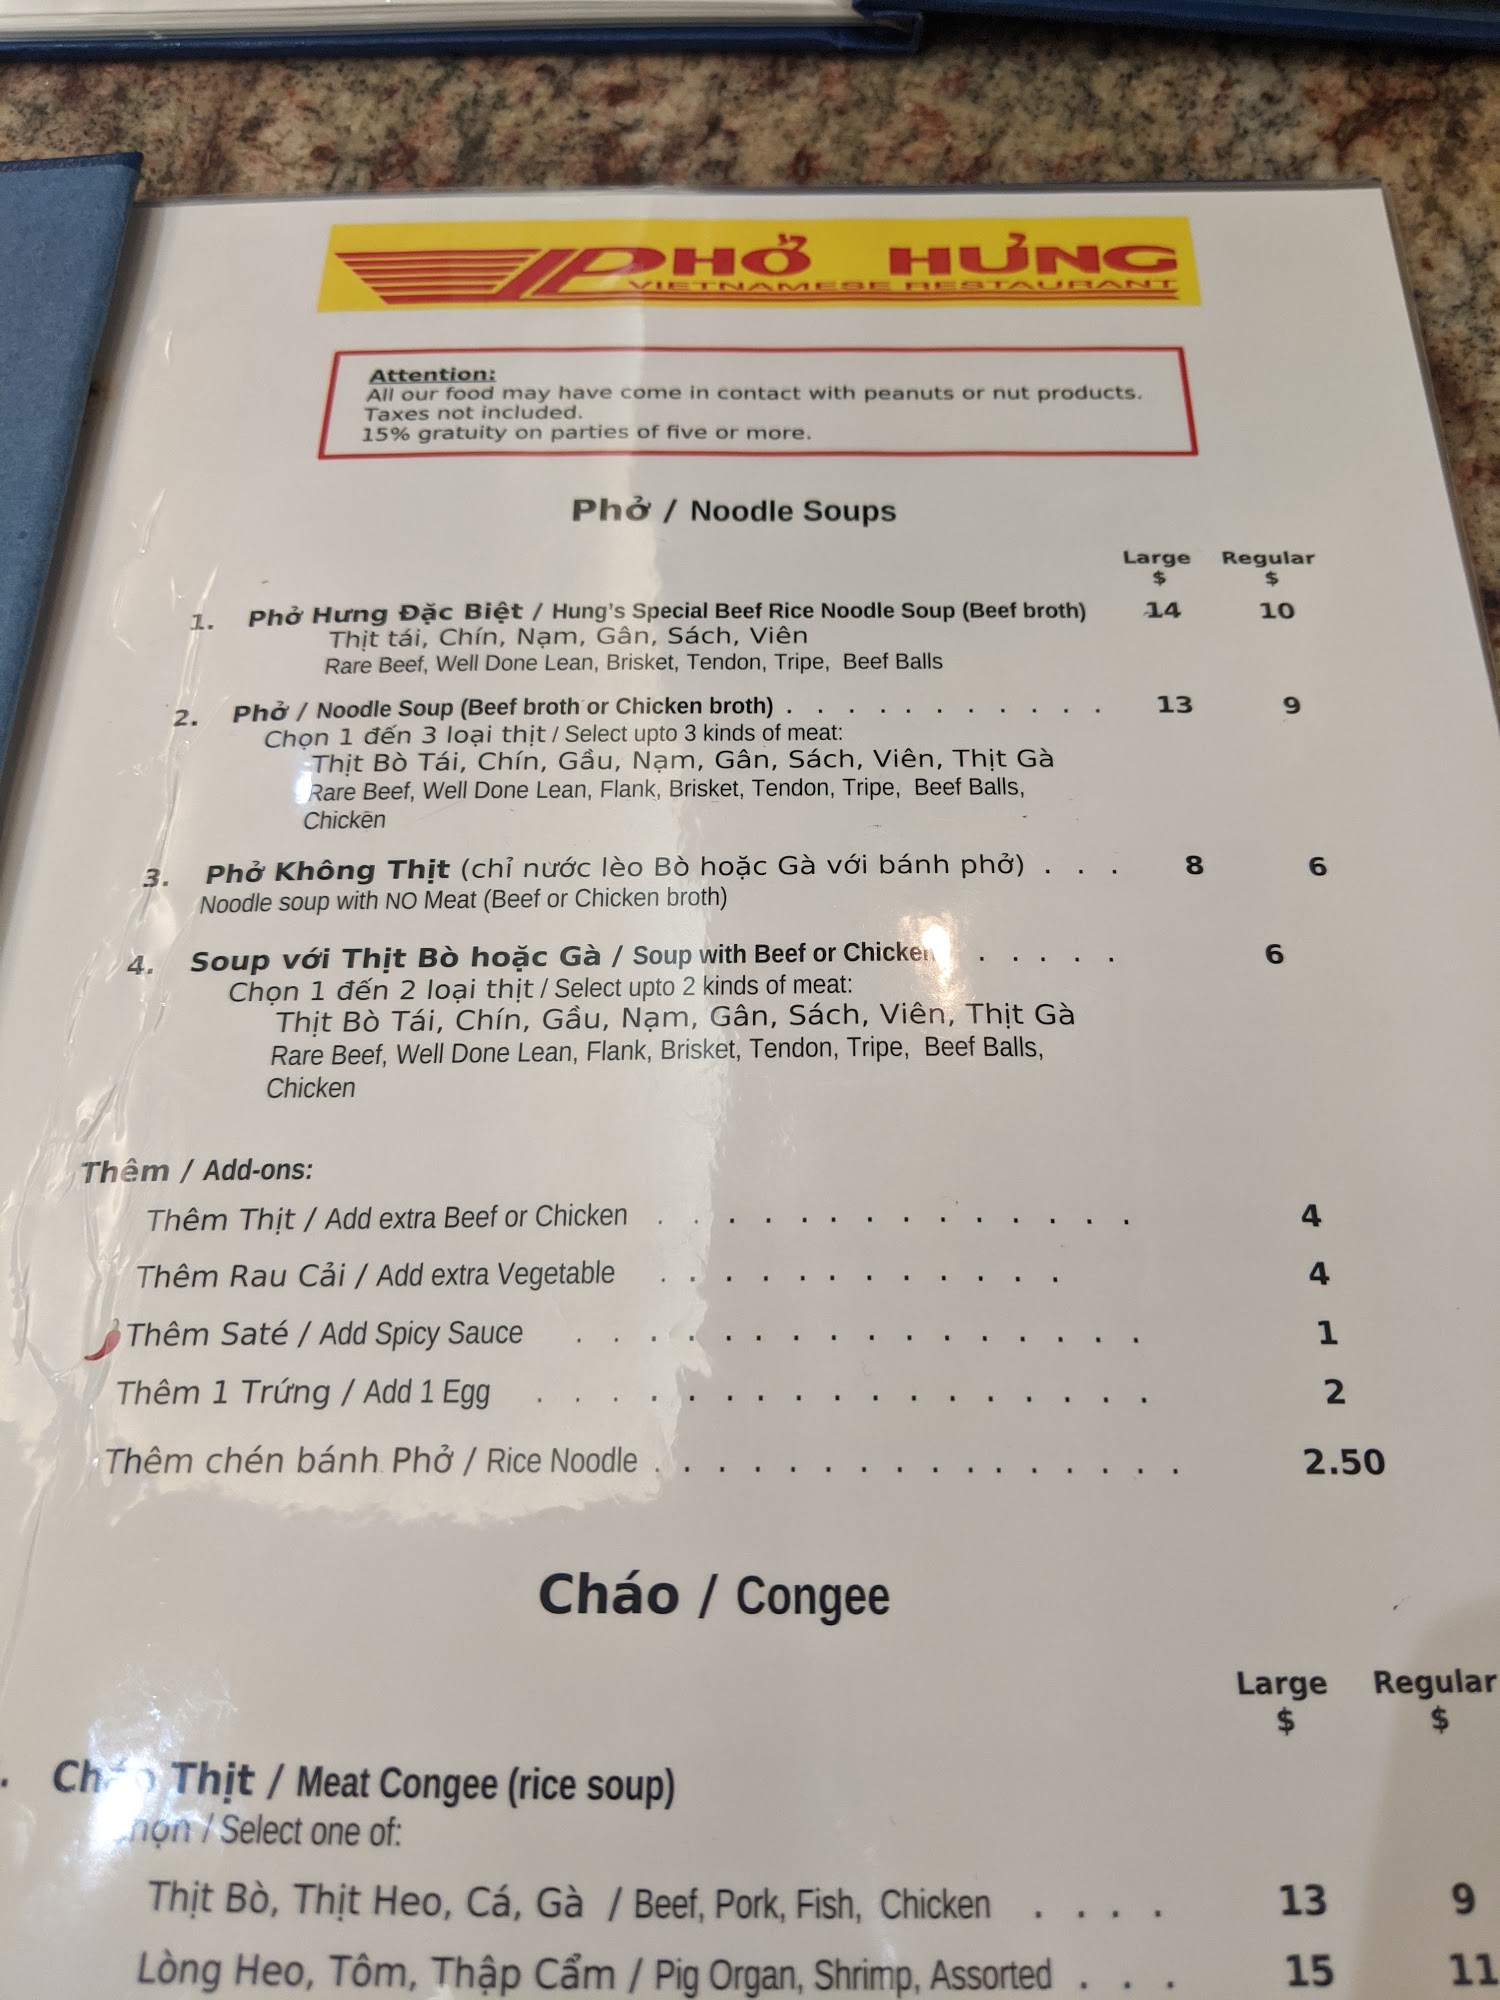 PHỞ HƯNG
VIETNAMESE RESTAURANT
Attention:
All our food may have come in contact with peanuts or nut products.
Taxes not included.
15% gratuity on parties of five or more.
Phở / Noodle Soups
Large Regular
$ $
1. Phở Hưng Đặc Biệt / Hung's Special Beef Rice Noodle Soup (Beef broth) 14 10
Thịt tái, Chín, Nạm, Gân, Sách, Viên
Rare Beef, Well Done Lean, Brisket, Tendon, Tripe, Beef Balls
2. Phở / Noodle Soup (Beef broth or Chicken broth) . . . . . . . . . . . 13 9
Chọn 1 đến 3 loại thịt / Select upto 3 kinds of meat:
Thịt Bò Tái, Chín, Gầu, Nạm, Gân, Sách, Viên, Thịt Gà
Rare Beef, Well Done Lean, Flank, Brisket, Tendon, Tripe, Beef Balls,
Chicken
3. Phở Không Thịt (chỉ nước lèo Bò hoặc Gà với bánh phở) . . . 8 6
Noodle soup with NO Meat (Beef or Chicken broth)
4. Soup với Thịt Bò hoặc Gà / Soup with Beef or Chicken . . . . . 6
Chọn 1 đến 2 loại thịt / Select upto 2 kinds of meat:
Thịt Bò Tái, Chín, Gầu, Nạm, Gân, Sách, Viên, Thịt Gà
Rare Beef, Well Done Lean, Flank, Brisket, Tendon, Tripe, Beef Balls,
Chicken
Thêm / Add-ons:
Thêm Thịt / Add extra Beef or Chicken . . . . . . . . . . . . . . 4
Thêm Rau Cải / Add extra Vegetable . . . . . . . . . . . . 4
Thêm Saté / Add Spicy Sauce . . . . . . . . . . . . . . . . 1
Thêm 1 Trứng / Add 1 Egg . . . . . . . . . . . . . . . . . 2
Thêm chén bánh Phở / Rice Noodle . . . . . . . . . . . . . . . 2.50
Cháo / Congee
Large Regular
$ $
Cháo Thịt / Meat Congee (rice soup)
/ Select one of:
Thịt Bò, Thịt Heo, Cá, Gà / Beef, Pork, Fish, Chicken . . . . 13 9
Lòng Heo, Tôm, Thập Cẩm / Pig Organ, Shrimp, Assorted . . . 15 11